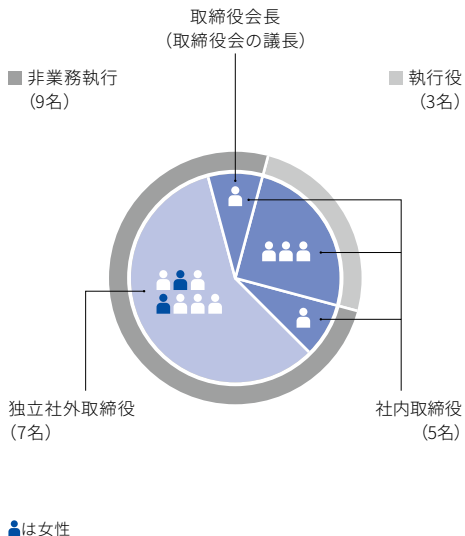 取締役会長
（取締役会の議長）
非業務執行
（9名）
執行役
（3名）
独立社外取締役
（7名）
社内取締役
（5名）
は女性